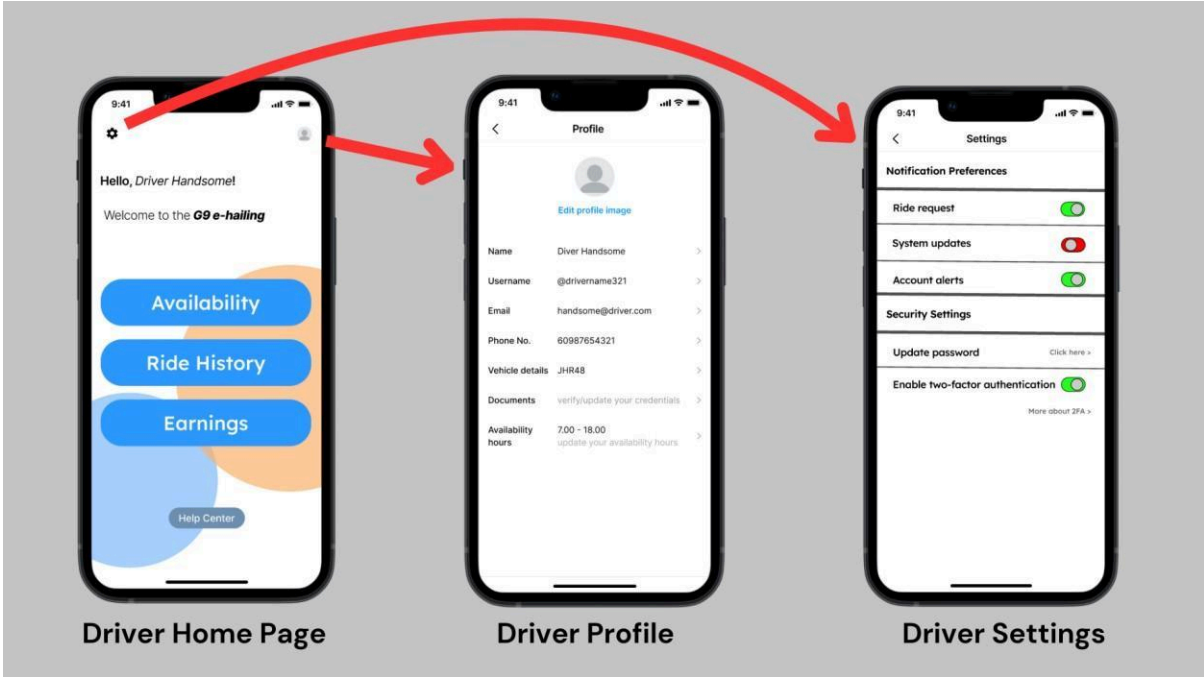 9:41
Hello, Driver Handsome!
Welcome to the G9 e-hailing
Availability
Ride History
Earnings
Help Center
Driver Home Page
9:41
Profile
Edit profile image
Name Diver Handsome
Username @drivername321
Email handsome@driver.com
Phone No. 60987654321
Vehicle details JHR48
Documents verify/update your credentials
Availability hours 7.00 - 18.00
update your availability hours
Driver Profile
9:41
Settings
Notification Preferences
Ride request
System updates
Account alerts
Security Settings
Update password Click here >
Enable two-factor authentication
More about 2FA >
Driver Settings